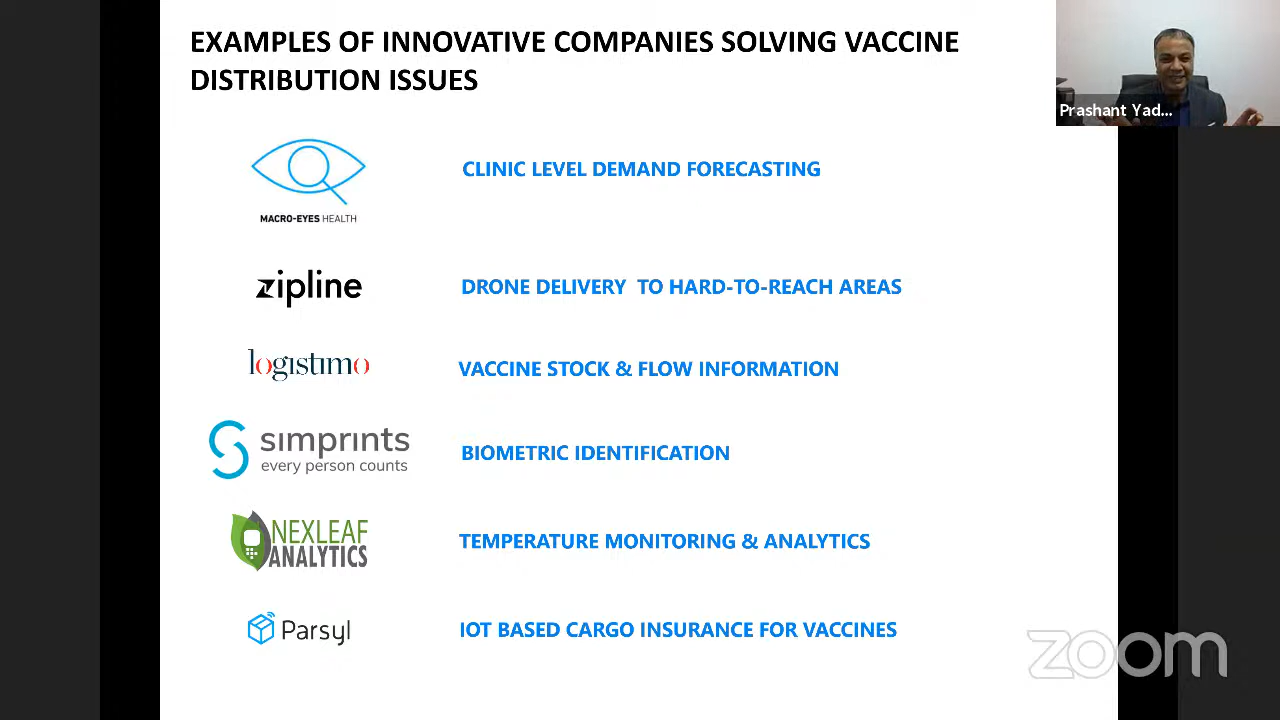 EXAMPLES OF INNOVATIVE COMPANIES SOLVING VACCINE
DISTRIBUTION ISSUES
Prashant Yad...
MACRO-EYES HEALTH
CLINIC LEVEL DEMAND FORECASTING
zipline
DRONE DELIVERY TO HARD-TO-REACH AREAS
logistimo
VACCINE STOCK & FLOW INFORMATION
simprints
every person counts
BIOMETRIC IDENTIFICATION
NEXLEAF
ANALYTICS
TEMPERATURE MONITORING & ANALYTICS
Parsyl
IOT BASED CARGO INSURANCE FOR VACCINES
zoom